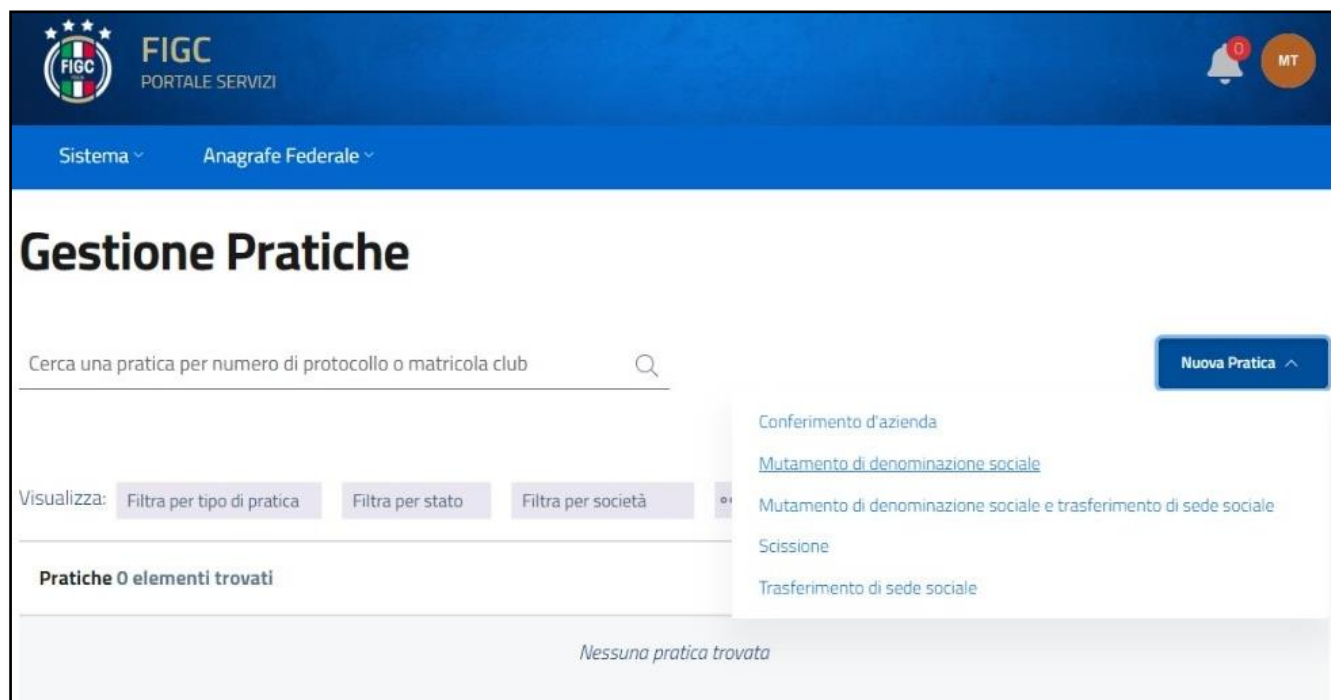 FIGC
FIGC
PORTALE SERVIZI
0
MT
Sistema
Anagrafe Federale
Gestione Pratiche
Cerca una pratica per numero di protocollo o matricola club
Nuova Pratica
Conferimento d'azienda
Mutamento di denominazione sociale
Mutamento di denominazione sociale e trasferimento di sede sociale
Scissione
Trasferimento di sede sociale
Visualizza: Filtra per tipo di pratica Filtra per stato Filtra per società
Pratiche 0 elementi trovati
Nessuna pratica trovata